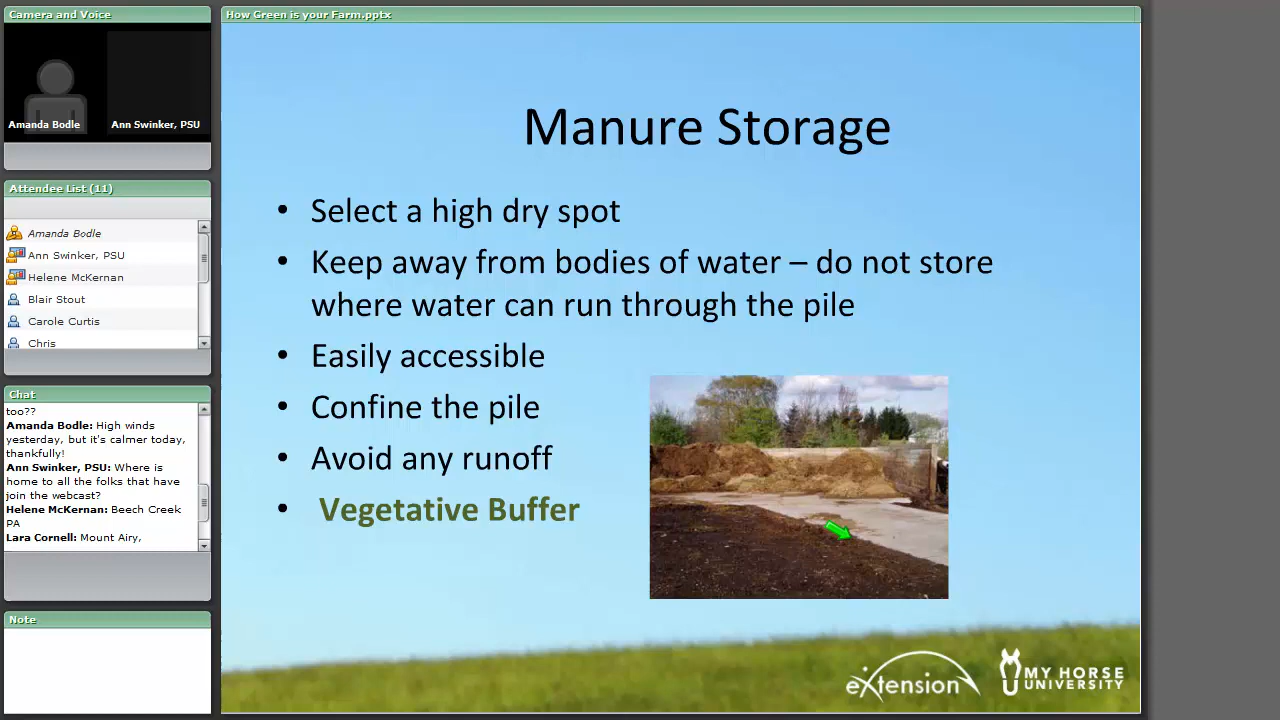 Camera and Voice
Amanda Bodle
Ann Swinker, PSU
Attendee List (11)
Amanda Bodle
Ann Swinker, PSU
Helene McKernan
Blair Stout
Carole Curtis
Chris
Chat
too??
Amanda Bodle: High winds
yesterday, but it's calmer today,
thankfully!
Ann Swinker, PSU: Where is
home to all the folks that have
join the webcast?
Helene McKernan: Beech Creek
PA
Lara Cornell: Mount Airy,
Note
How Green is your Farm.pptx
Manure Storage
• Select a high dry spot
• Keep away from bodies of water – do not store
where water can run through the pile
• Easily accessible
• Confine the pile
• Avoid any runoff
• Vegetative Buffer
eXtension
MY HORSE
UNIVERSITY